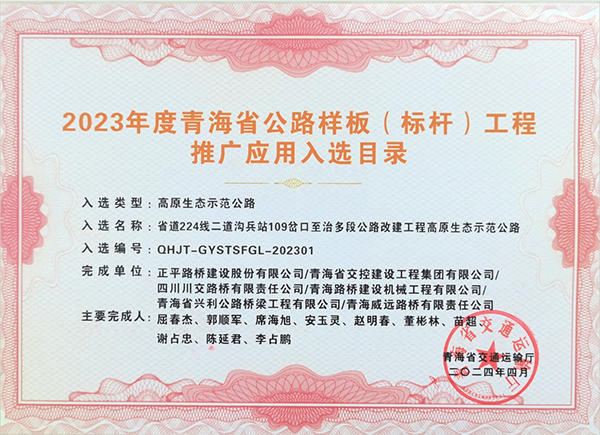 2023年度青海省公路样板（标杆）工程
推广应用入选目录
入选类型：高原生态示范公路
入选名称：省道224线二道沟兵站109岔口至治多段公路改建工程高原生态示范公路
入选编号：QHJT-GYSTSFGL-202301
完成单位：正平路桥建设股份有限公司/青海省交控建设工程集团有限公司/
四川川交路桥有限责任公司/青海路桥建设机械工程有限公司/
青海省兴利公路桥梁工程有限公司/青海威远路桥有限责任公司
主要完成人：屈春杰、郭顺军、席海旭、安玉灵、赵明春、董彬林、苗超、
谢占忠、陈延君、李占鹏
青海省交通运输厅
青海省交通运输厅
二〇二四年四月